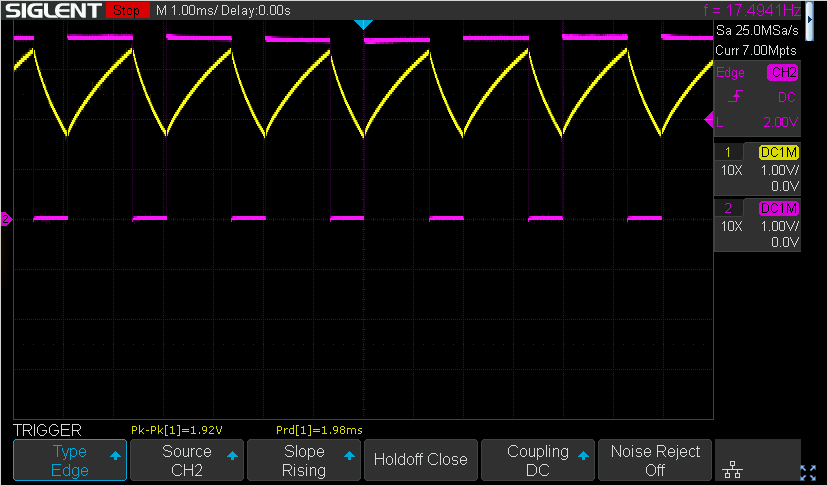 SIGLENT Stop M 1.00ms/ Delay:0.00s f = 17.4941Hz
Sa 25.0MSa/s
Curr 7.00Mpts
Edge CH2
DC
L 2.00V
1 DC1M
10X 1.00V/
0.0V
2 DC1M
10X 1.00V/
0.0V
2
TRIGGER Pk-Pk[1]=1.92V Prd[1]=1.98ms
Type Source Slope Holdoff Close Coupling Noise Reject
Edge CH2 Rising DC Off